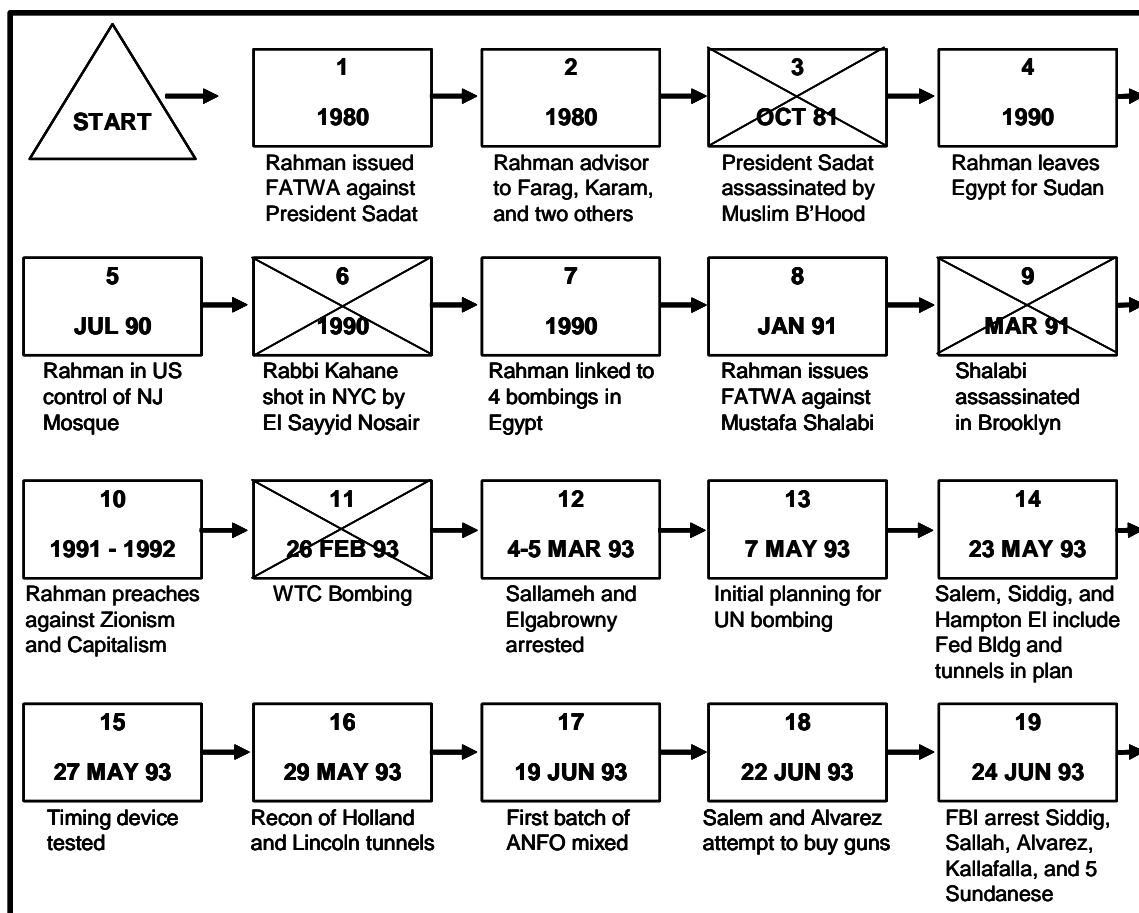 START
1
1980
Rahman issued
FATWA against
President Sadat
2
1980
Rahman advisor
to Farag, Karam,
and two others
3
OCT 81
President Sadat
assassinated by
Muslim B'Hood
4
1990
Rahman leaves
Egypt for Sudan
5
JUL 90
Rahman in US
control of NJ
Mosque
6
1990
Rabbi Kahane
shot in NYC by
El Sayyid Nosair
7
1990
Rahman linked to
4 bombings in
Egypt
8
JAN 91
Rahman issues
FATWA against
Mustafa Shalabi
9
MAR 91
Shalabi
assassinated
in Brooklyn
10
1991 - 1992
Rahman preaches
against Zionism
and Capitalism
11
26 FEB 93
WTC Bombing
12
4-5 MAR 93
Sallameh and
Elgabrowny
arrested
13
7 MAY 93
Initial planning for
UN bombing
14
23 MAY 93
Salem, Siddig, and
Hampton El include
Fed Bldg and
tunnels in plan
15
27 MAY 93
Timing device
tested
16
29 MAY 93
Recon of Holland
and Lincoln tunnels
17
19 JUN 93
First batch of
ANFO mixed
18
22 JUN 93
Salem and Alvarez
attempt to buy guns
19
24 JUN 93
FBI arrest Siddig,
Sallah, Alvarez,
Kallafalla, and 5
Sundanese